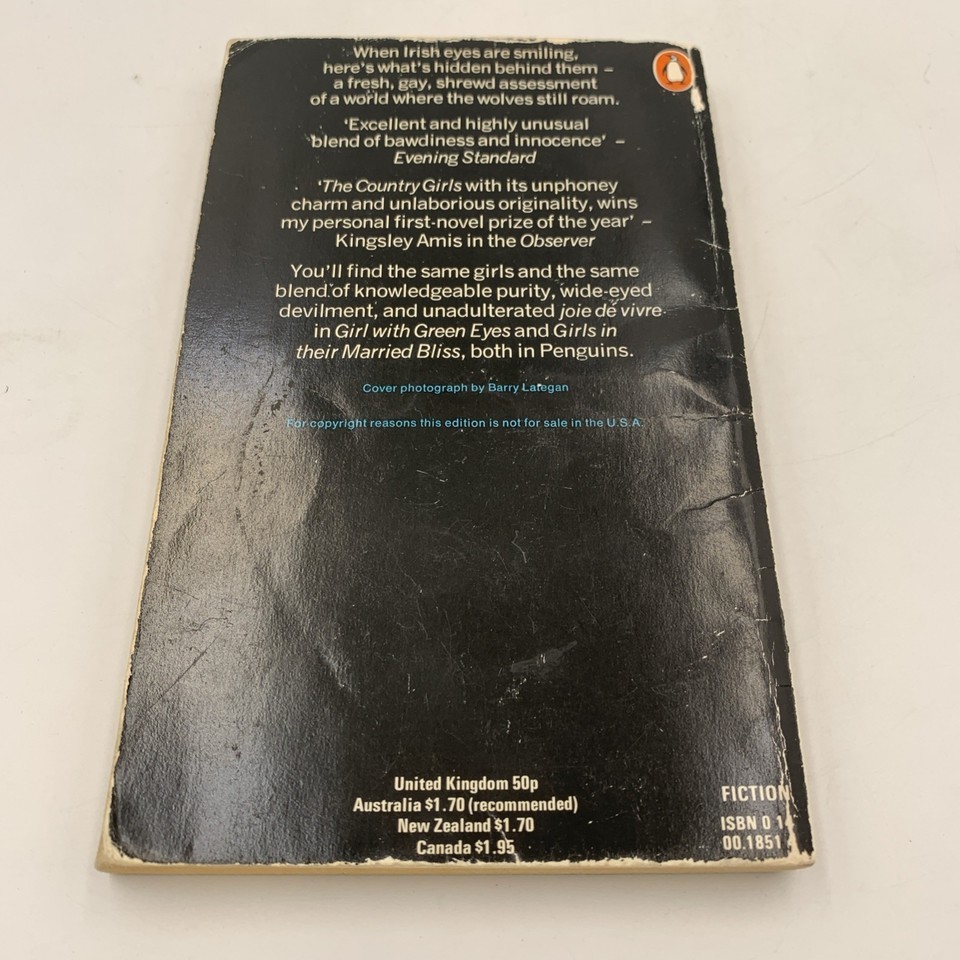 When Irish eyes are smiling,
here's what's hidden behind them –
a fresh, gay, shrewd assessment
of a world where the wolves still roam.
'Excellent and highly unusual
blend of bawdiness and innocence' –
Evening Standard
'The Country Girls with its unphoney
charm and unlaborious originality, wins
my personal first-novel prize of the year' –
Kingsley Amis in the Observer
You'll find the same girls and the same
blend of knowledgeable purity, wide-eyed
devilment, and unadulterated joie de vivre
in Girl with Green Eyes and Girls in
their Married Bliss, both in Penguins.
Cover photograph by Barry Lategan
For copyright reasons this edition is not for sale in the U.S.A.
United Kingdom 50p
Australia $1.70 (recommended)
New Zealand $1.70
Canada $1.95
FICTION
ISBN 0 14
00.1851